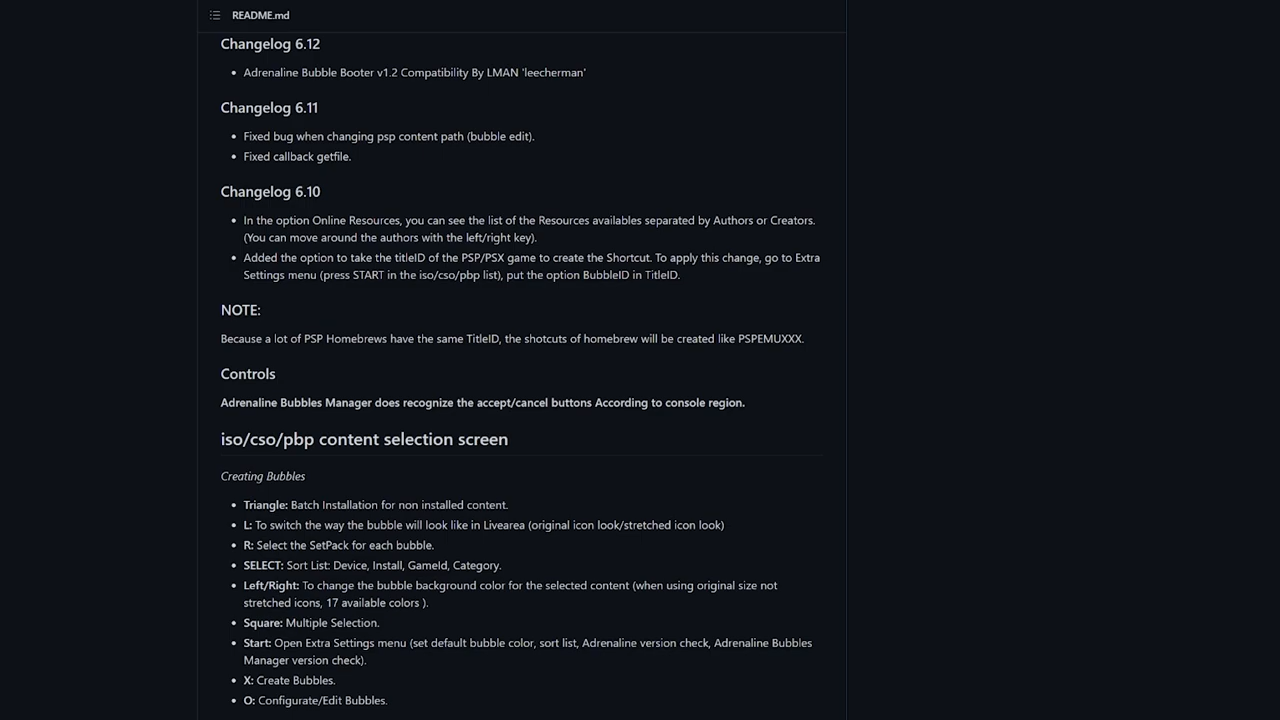 README.md
Changelog 6.12
• Adrenaline Bubble Booter v1.2 Compatibility By LMAN 'leecherman'
Changelog 6.11
• Fixed bug when changing psp content path (bubble edit).
• Fixed callback getfile.
Changelog 6.10
• In the option Online Resources, you can see the list of the Resources availables separated by Authors or Creators.
(You can move around the authors with the left/right key).
• Added the option to take the titleID of the PSP/PSX game to create the Shortcut. To apply this change, go to Extra
Settings menu (press START in the iso/cso/pbp list), put the option BubbleID in TitleID.
NOTE:
Because a lot of PSP Homebrews have the same TitleID, the shotcuts of homebrew will be created like PSPEMUXXX.
Controls
Adrenaline Bubbles Manager does recognize the accept/cancel buttons According to console region.
iso/cso/pbp content selection screen
Creating Bubbles
• Triangle: Batch Installation for non installed content.
• L: To switch the way the bubble will look like in Livearea (original icon look/stretched icon look)
• R: Select the SetPack for each bubble.
• SELECT: Sort List: Device, Install, GameId, Category.
• Left/Right: To change the bubble background color for the selected content (when using original size not
stretched icons, 17 available colors ).
• Square: Multiple Selection.
• Start: Open Extra Settings menu (set default bubble color, sort list, Adrenaline version check, Adrenaline Bubbles
Manager version check).
• X: Create Bubbles.
• O: Configurate/Edit Bubbles.